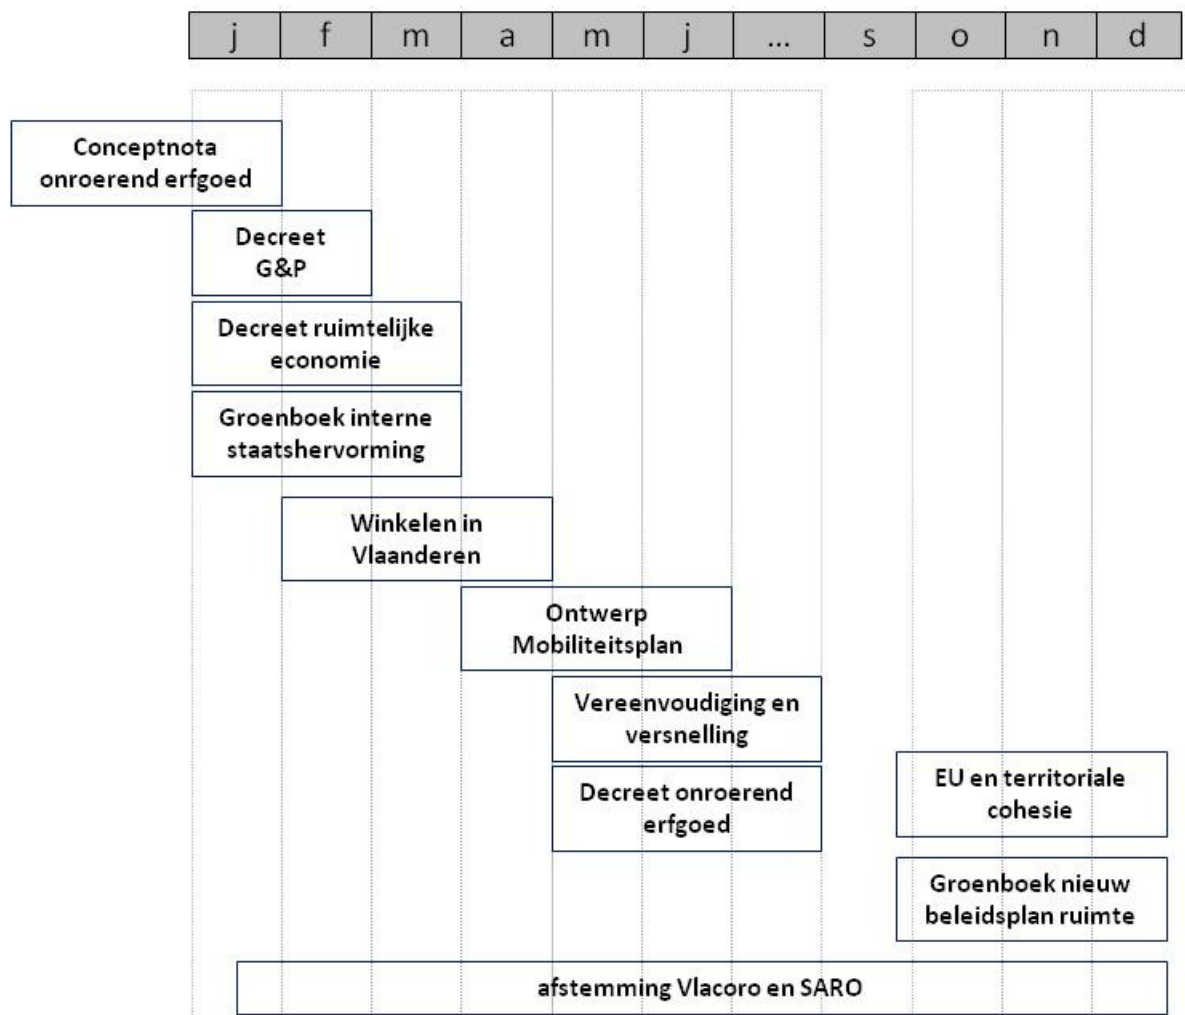 j f m a m j ... s o n d
Conceptnota
onroerend erfgoed
Decreet
G&P
Decreet ruimtelijke
economie
Groenboek interne
staatshervorming
Winkelen in
Vlaanderen
Ontwerp
Mobiliteitsplan
Vereenvoudiging en
versnelling
Decreet onroerend
erfgoed
EU en territoriale
cohesie
Groenboek nieuw
beleidsplan ruimte
afstemming Vlacoro en SARO